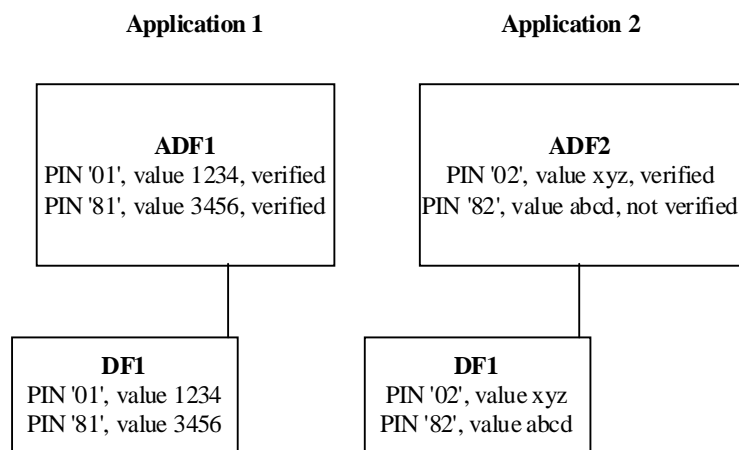 Application 1
Application 2
ADF1
PIN '01', value 1234, verified
PIN '81', value 3456, verified
ADF2
PIN '02', value xyz, verified
PIN '82', value abcd, not verified
DF1
PIN '01', value 1234
PIN '81', value 3456
DF1
PIN '02', value xyz
PIN '82', value abcd